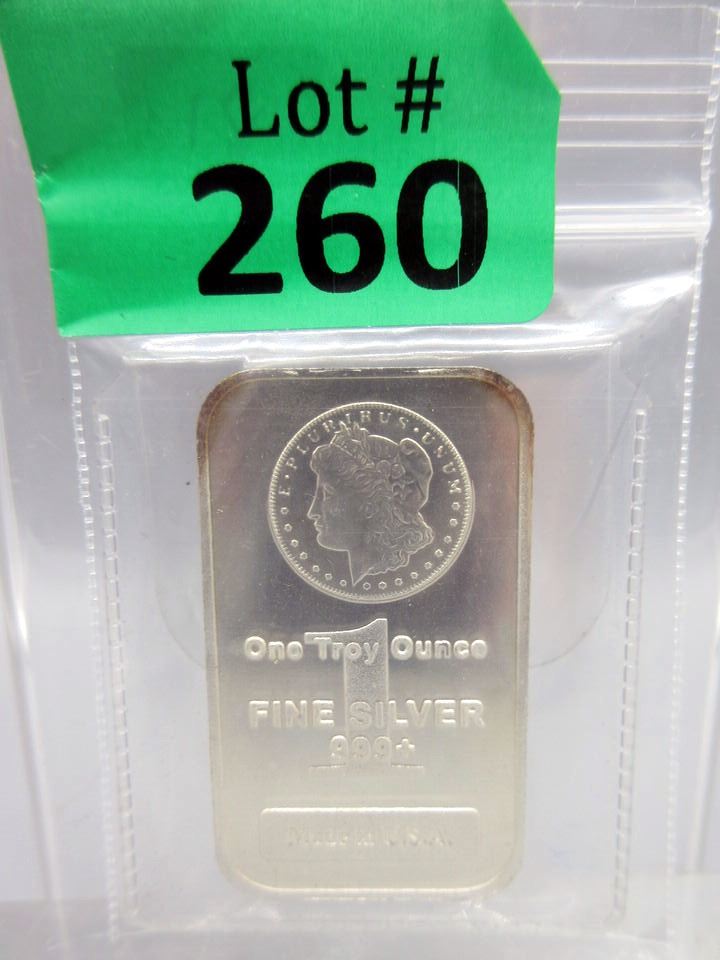 Lot #
260
E·PLURIBUS·UNUM
1
One Troy Ounce
FINE SILVER
.999+
Made in U.S.A.